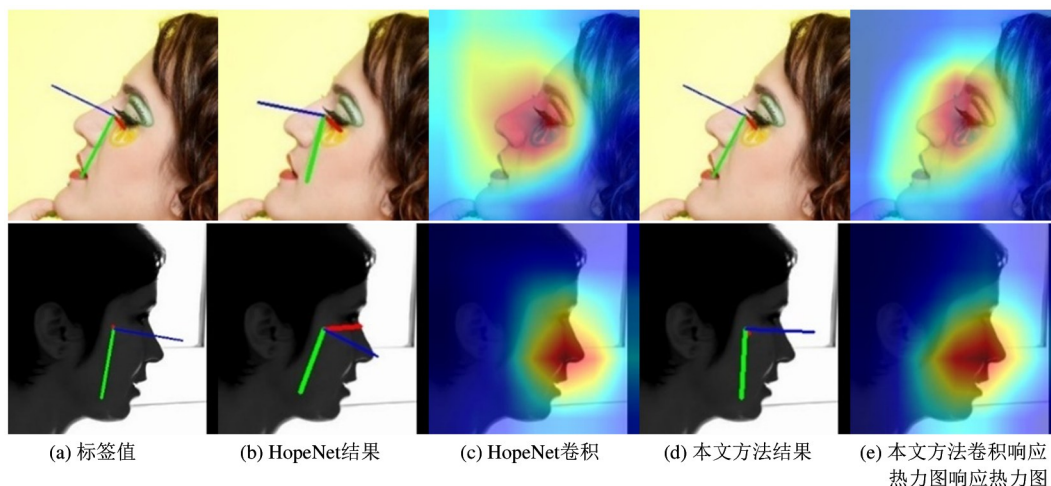 (a) 标签值
(b) HopeNet结果
(c) HopeNet卷积
(d) 本文方法结果
(e) 本文方法卷积响应
热力图响应热力图